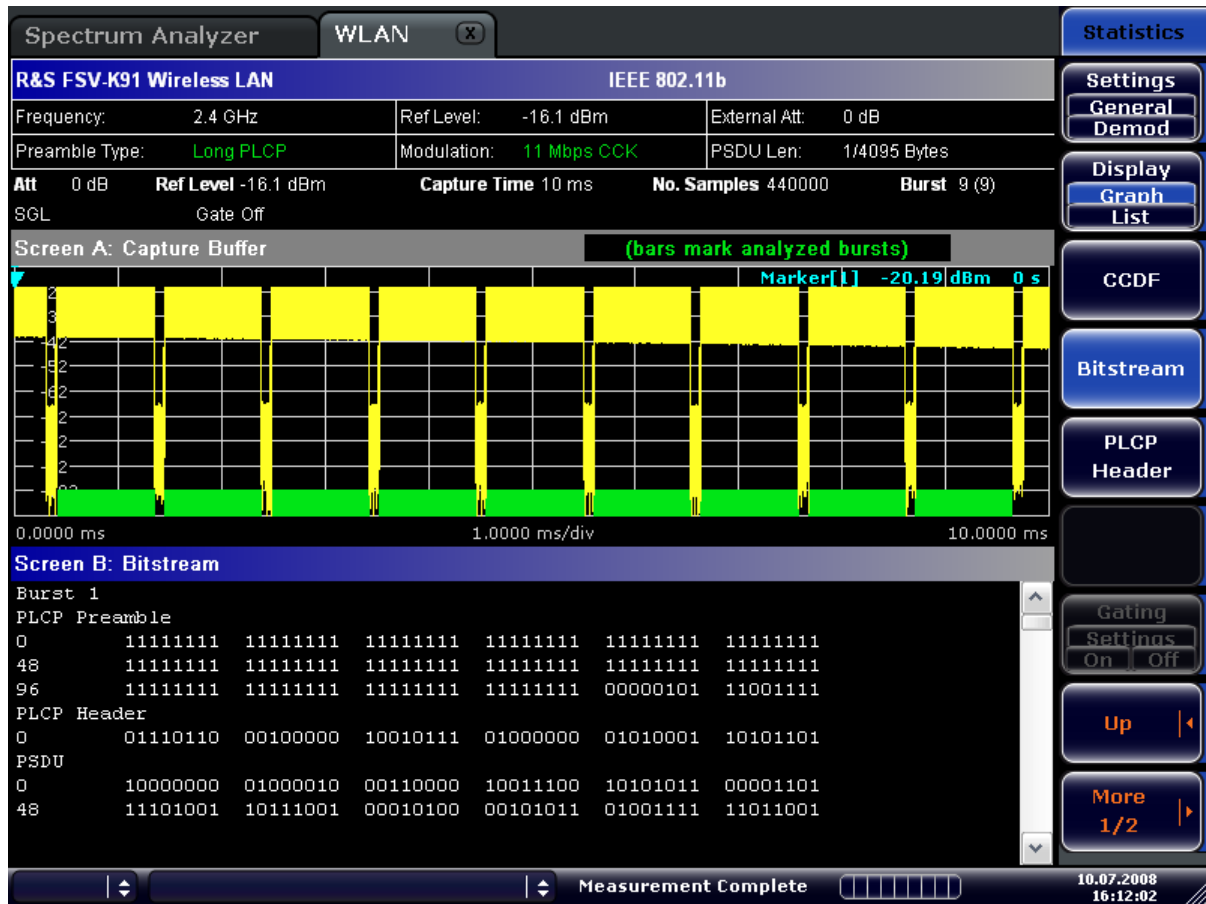 Spectrum Analyzer WLAN X Statistics
R&S FSV-K91 Wireless LAN IEEE 802.11b
Frequency: 2.4 GHz Ref Level: -16.1 dBm External Att: 0 dB
Preamble Type: Long PLCP Modulation: 11 Mbps CCK PSDU Len: 1/4095 Bytes
Att 0 dB Ref Level -16.1 dBm Capture Time 10 ms No. Samples 440000 Burst 9 (9)
SGL Gate Off
Screen A: Capture Buffer (bars mark analyzed bursts)
Marker[1] -20.19 dBm 0 s
-42
-52
-62
0.0000 ms 1.0000 ms/div 10.0000 ms
Screen B: Bitstream
Burst 1
PLCP Preamble
0 11111111 11111111 11111111 11111111 11111111 11111111
48 11111111 11111111 11111111 11111111 11111111 11111111
96 11111111 11111111 11111111 11111111 00000101 11001111
PLCP Header
0 01110110 00100000 10010111 01000000 01010001 10101101
PSDU
0 10000000 01000010 00110000 10011100 10101011 00001101
48 11101001 10111001 00010100 00101011 01001111 11011001
Settings
General
Demod
Display
Graph
List
CCDF
Bitstream
PLCP
Header
Gating
Settings
On Off
Up
More
1/2
Measurement Complete
10.07.2008
16:12:02